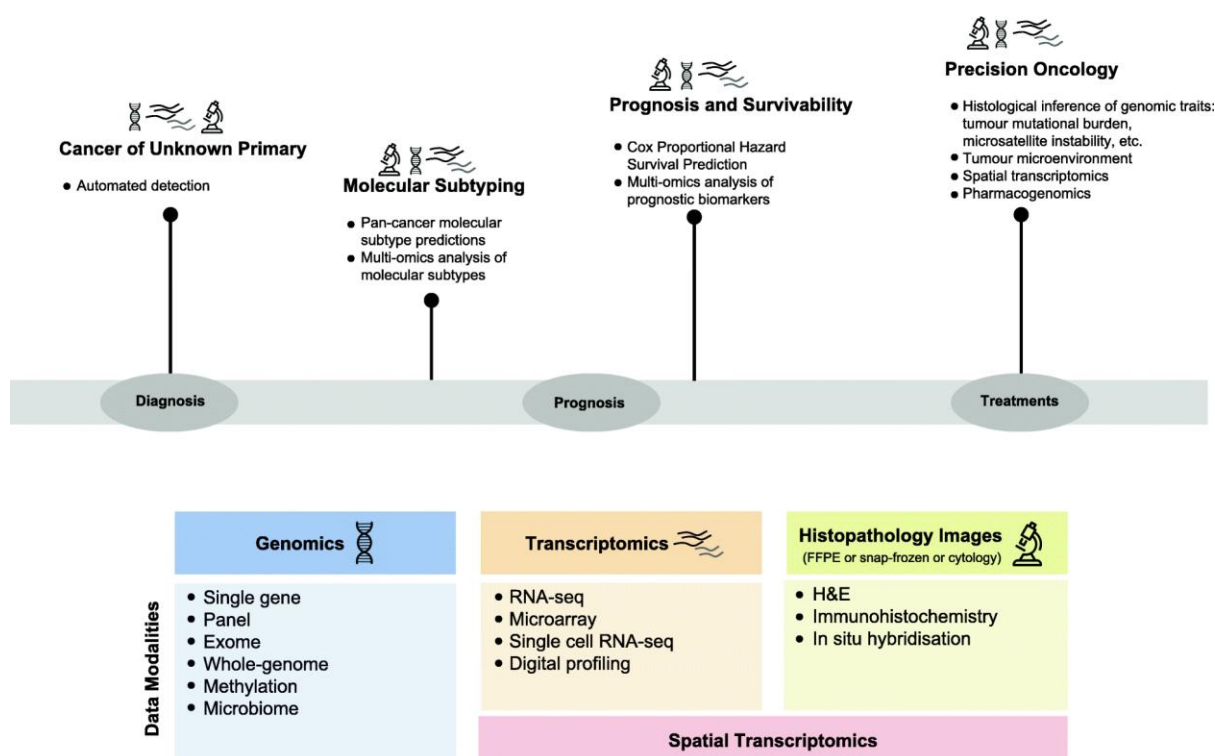 Cancer of Unknown Primary
● Automated detection
Molecular Subtyping
● Pan-cancer molecular
subtype predictions
● Multi-omics analysis of
molecular subtypes
Prognosis and Survivability
● Cox Proportional Hazard
Survival Prediction
● Multi-omics analysis of
prognostic biomarkers
Precision Oncology
● Histological inference of genomic traits:
tumour mutational burden,
microsatellite instability, etc.
● Tumour microenvironment
● Spatial transcriptomics
● Pharmacogenomics
Diagnosis
Prognosis
Treatments
Data Modalities
Genomics
● Single gene
● Panel
● Exome
● Whole-genome
● Methylation
● Microbiome
Transcriptomics
● RNA-seq
● Microarray
● Single cell RNA-seq
● Digital profiling
Histopathology Images
(FFPE or snap-frozen or cytology)
● H&E
● Immunohistochemistry
● In situ hybridisation
Spatial Transcriptomics